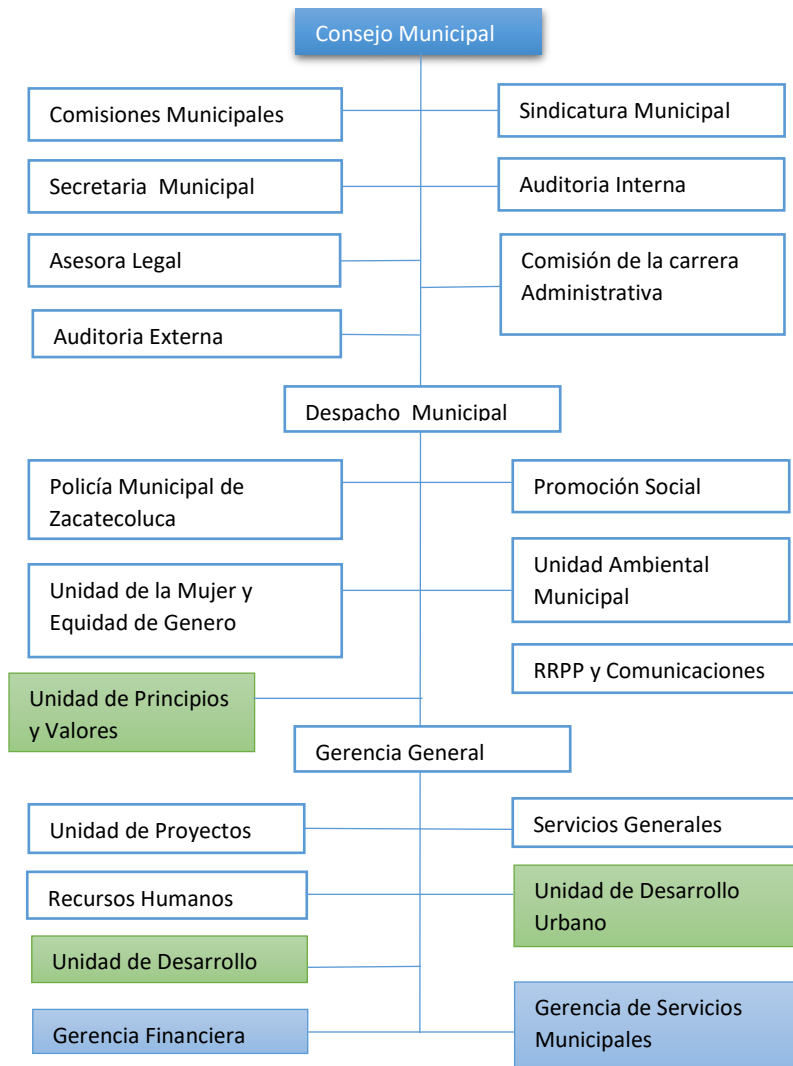 Consejo Municipal
Comisiones Municipales
Sindicatura Municipal
Secretaria  Municipal
Auditoria Interna
Asesora Legal
Comisión de la carrera
Administrativa
Auditoria Externa
Despacho  Municipal
Policía Municipal de
Zacatecoluca
Promoción Social
Unidad de la Mujer y
Equidad de Genero
Unidad Ambiental
Municipal
RRPP y Comunicaciones
Unidad de Principios
y Valores
Gerencia General
Unidad de Proyectos
Servicios Generales
Recursos Humanos
Unidad de Desarrollo
Urbano
Unidad de Desarrollo
Gerencia Financiera
Gerencia de Servicios
Municipales